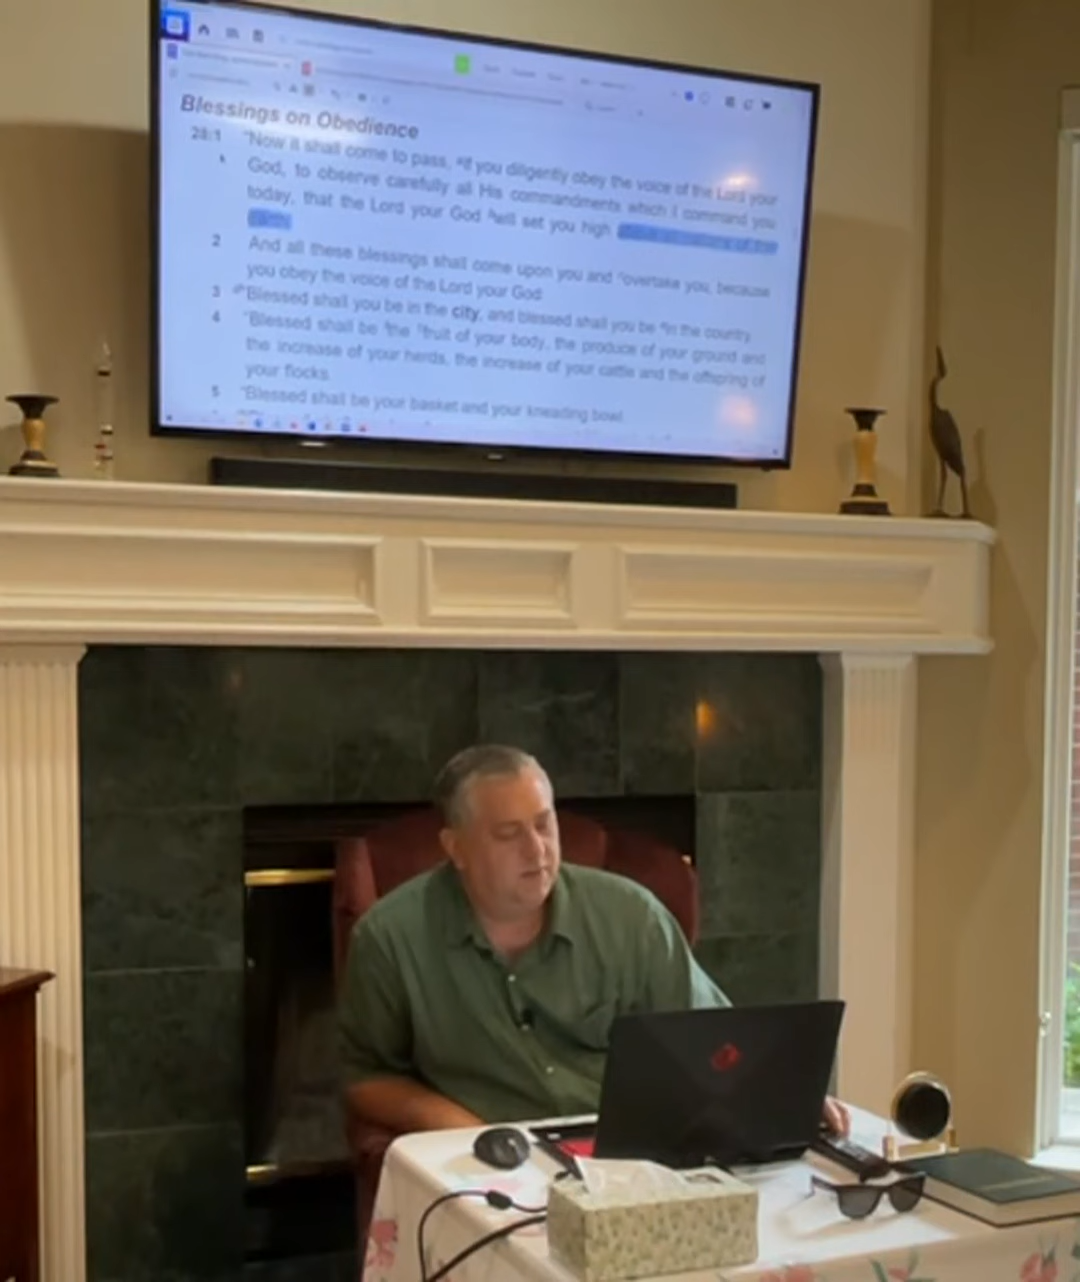 Blessings on Obedience
28:1 "Now it shall come to pass, if you diligently obey the voice of the Lord your
God, to observe carefully all His commandments which I command you
today, that the Lord your God will set you high above all nations of the
earth.
2 And all these blessings shall come upon you and overtake you, because
you obey the voice of the Lord your God
3 "Blessed shall you be in the city, and blessed shall you be in the country.
4 "Blessed shall be the fruit of your body, the produce of your ground and
the increase of your herds, the increase of your cattle and the offspring of
your flocks.
5 "Blessed shall be your basket and your kneading bowl.